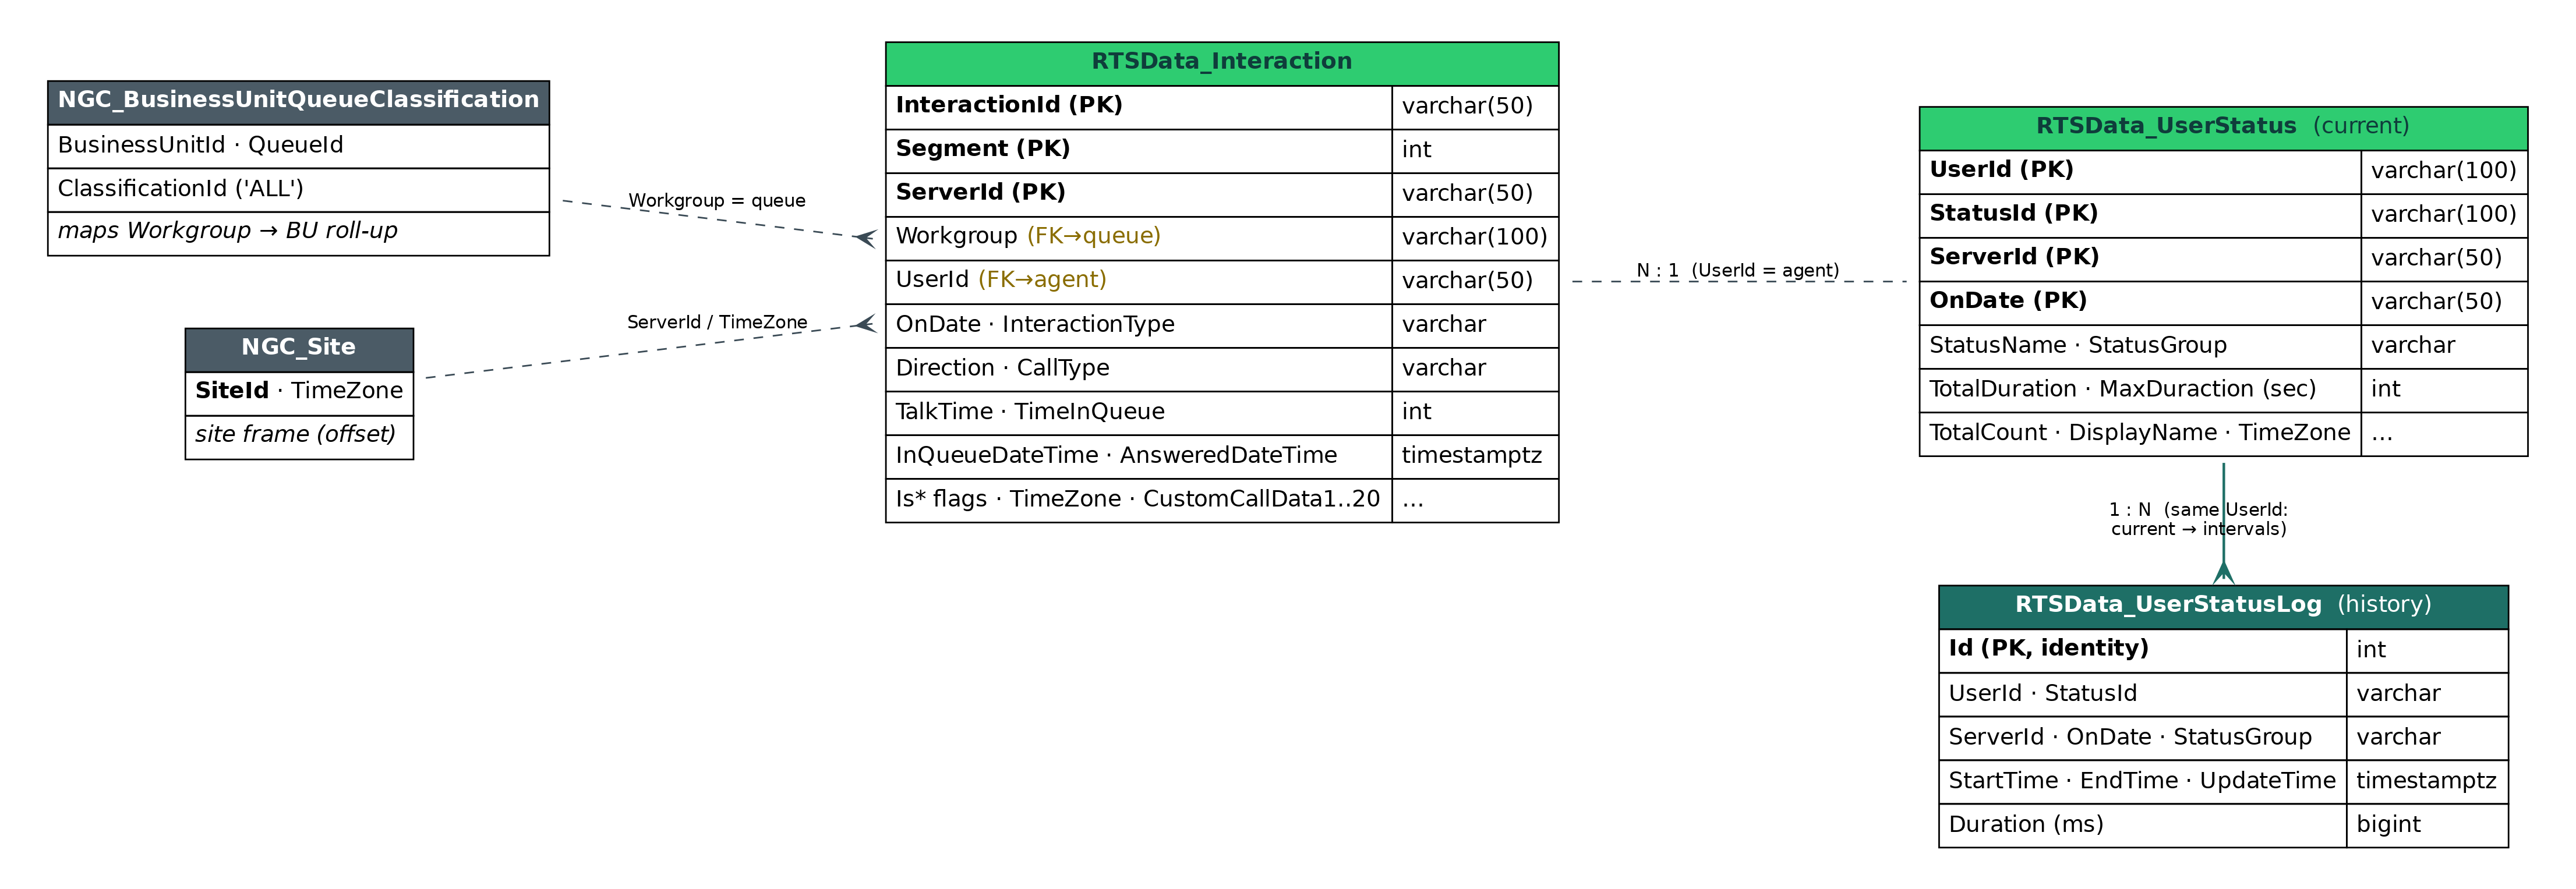 NGC_BusinessUnitQueueClassification
BusinessUnitId · QueueId
ClassificationId ('ALL')
maps Workgroup → BU roll-up
NGC_Site
SiteId · TimeZone
site frame (offset)
Workgroup = queue
ServerId / TimeZone
RTSData_Interaction
InteractionId (PK) varchar(50)
Segment (PK) int
ServerId (PK) varchar(50)
Workgroup (FK→queue) varchar(100)
UserId (FK→agent) varchar(50)
OnDate · InteractionType varchar
Direction · CallType varchar
TalkTime · TimeInQueue int
InQueueDateTime · AnsweredDateTime timestamptz
Is* flags · TimeZone · CustomCallData1..20 ...
N : 1 (UserId = agent)
RTSData_UserStatus (current)
UserId (PK) varchar(100)
StatusId (PK) varchar(100)
ServerId (PK) varchar(50)
OnDate (PK) varchar(50)
StatusName · StatusGroup varchar
TotalDuration · MaxDuraction (sec) int
TotalCount · DisplayName · TimeZone ...
1 : N (same UserId:
current → intervals)
RTSData_UserStatusLog (history)
Id (PK, identity) int
UserId · StatusId varchar
ServerId · OnDate · StatusGroup varchar
StartTime · EndTime · UpdateTime timestamptz
Duration (ms) bigint